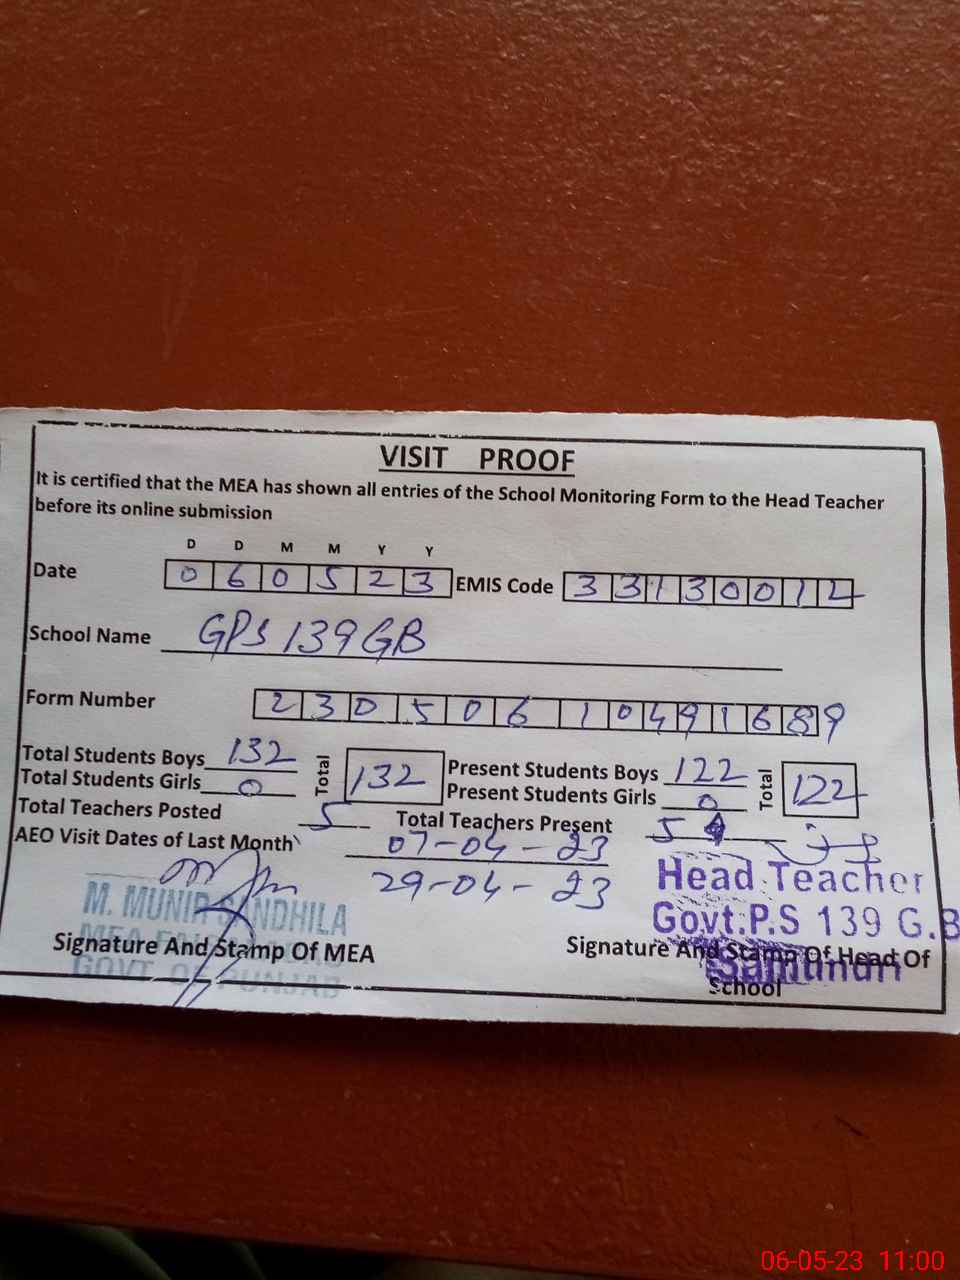 VISIT PROOF
It is certified that the MEA has shown all entries of the School Monitoring Form to the Head Teacher
before its online submission
D D M M Y Y
Date 0 6 0 5 2 3 EMIS Code 3 3 1 3 0 0 1 4
School Name GPS 139 GB
Form Number 2 3 0 5 0 6 1 0 4 9 1 6 8 9
Total Students Boys 132 Total 132 Present Students Boys 122 Total 122
Total Students Girls 0 Present Students Girls 0
Total Teachers Posted 5 Total Teachers Present 5
AEO Visit Dates of Last Month 07-04-23
29-04-23
Head Teacher
M. MUNIR SANDHILA
Govt.P.S 139 G.B
Signature And Stamp Of MEA Signature And Stamp Of Head Of
School
Samundri
GOVT OF PUNJAB
06-05-23 11:00